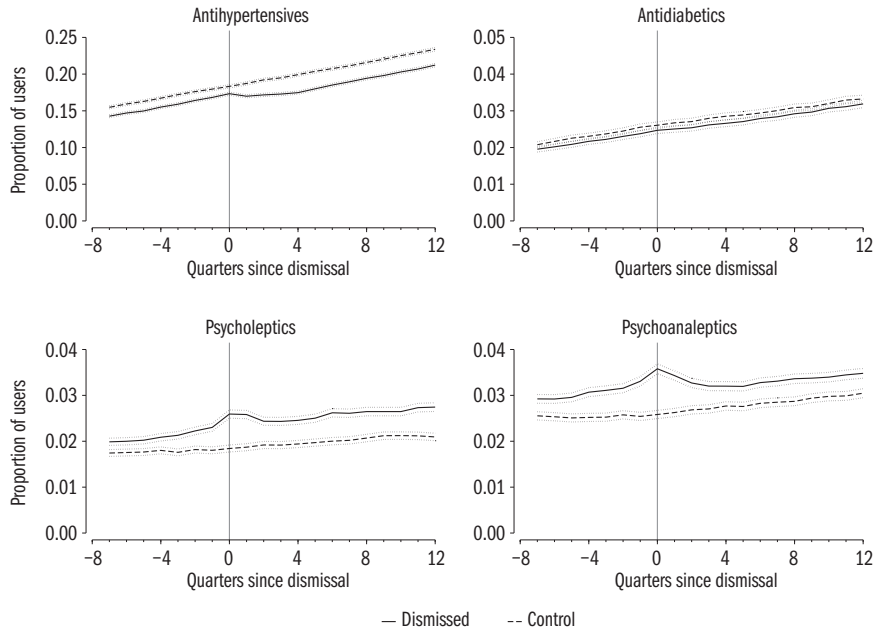 Antihypertensives
Proportion of users
0.25
0.20
0.15
0.10
0.05
0.00
−8 −4 0 4 8 12
Quarters since dismissal
Antidiabetics
0.05
0.04
0.03
0.02
0.01
0.00
−8 −4 0 4 8 12
Quarters since dismissal
Psycholeptics
Proportion of users
0.04
0.03
0.02
0.01
0.00
−8 −4 0 4 8 12
Quarters since dismissal
Psychoanaleptics
0.04
0.03
0.02
0.01
0.00
−8 −4 0 4 8 12
Quarters since dismissal
Dismissed Control